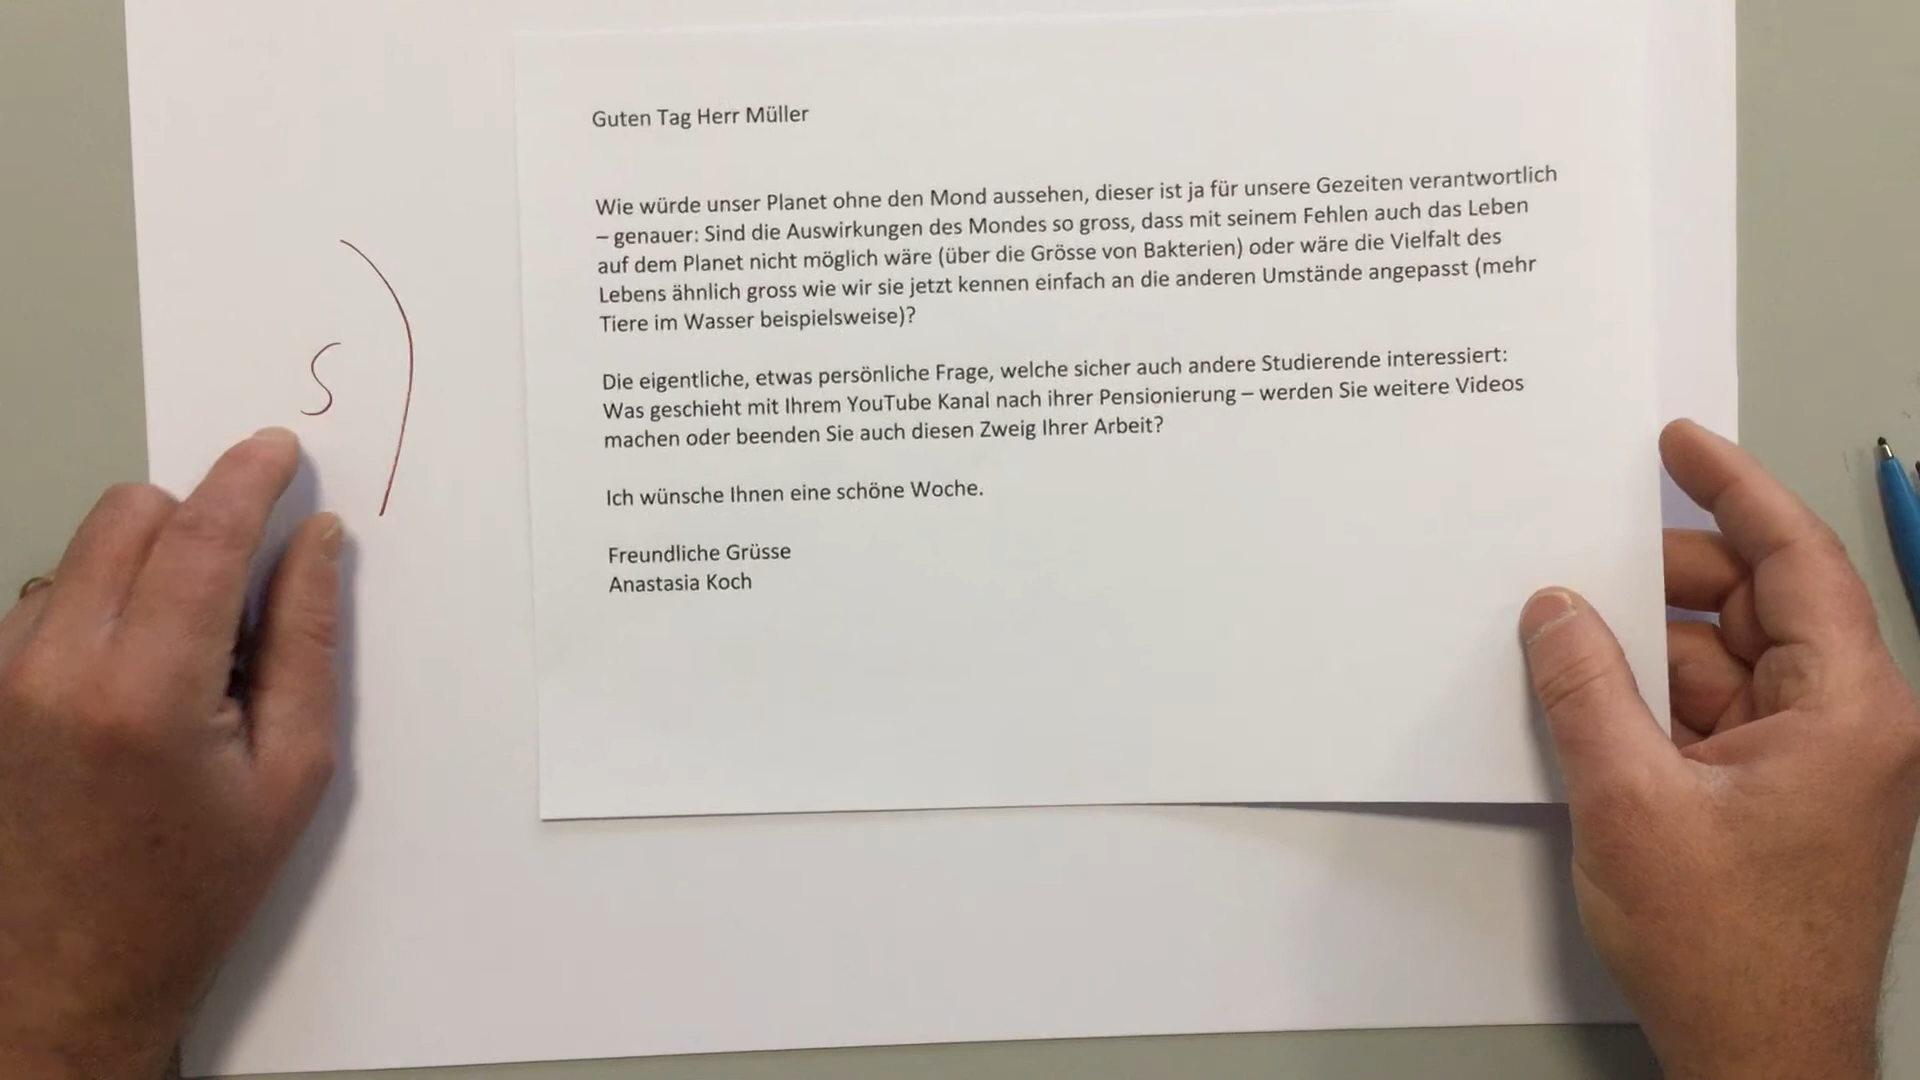 Guten Tag Herr Müller
Wie würde unser Planet ohne den Mond aussehen, dieser ist ja für unsere Gezeiten verantwortlich
– genauer: Sind die Auswirkungen des Mondes so gross, dass mit seinem Fehlen auch das Leben
auf dem Planet nicht möglich wäre (über die Grösse von Bakterien) oder wäre die Vielfalt des
Lebens ähnlich gross wie wir sie jetzt kennen einfach an die anderen Umstände angepasst (mehr
Tiere im Wasser beispielsweise)?
Die eigentliche, etwas persönliche Frage, welche sicher auch andere Studierende interessiert:
Was geschieht mit Ihrem YouTube Kanal nach ihrer Pensionierung – werden Sie weitere Videos
machen oder beenden Sie auch diesen Zweig Ihrer Arbeit?
Ich wünsche Ihnen eine schöne Woche.
Freundliche Grüsse
Anastasia Koch
S